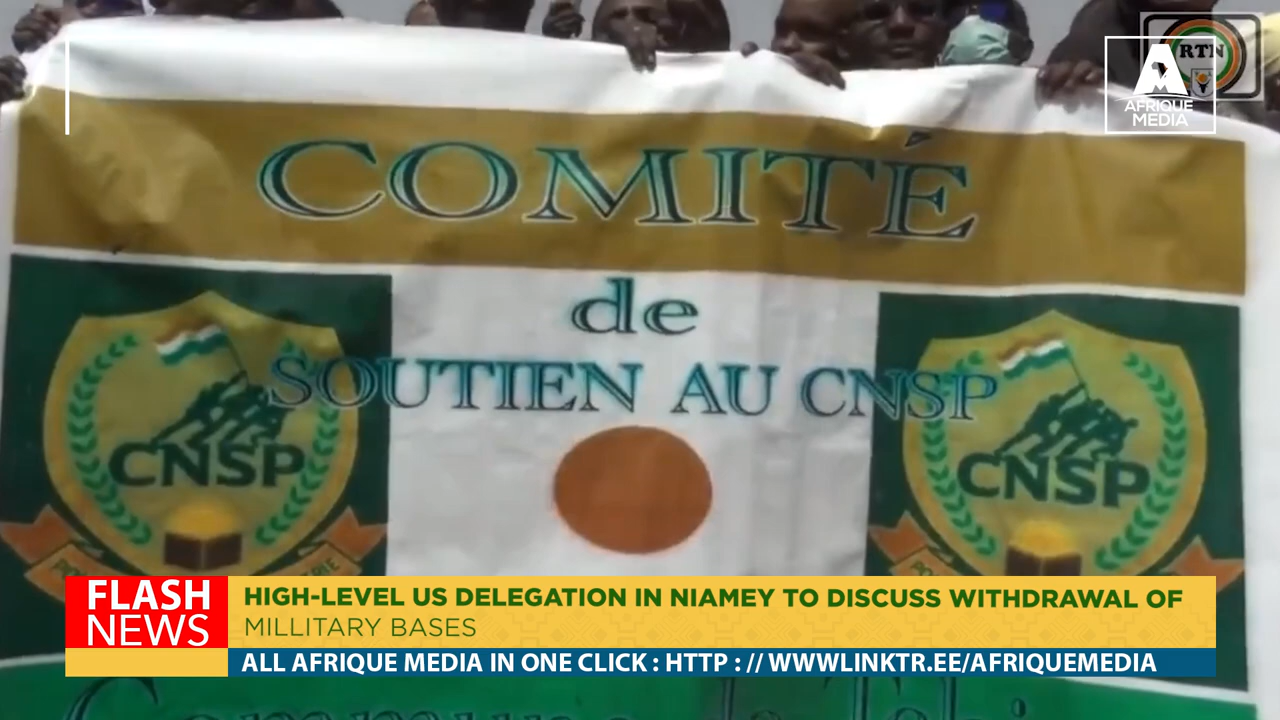 RTN
AFRIQUE
MEDIA
COMITÉ
de
SOUTIEN AU CNSP
CNSP
CNSP
FLASH
NEWS
HIGH-LEVEL US DELEGATION IN NIAMEY TO DISCUSS WITHDRAWAL OF
MILLITARY BASES
ALL AFRIQUE MEDIA IN ONE CLICK : HTTP : // WWWLINKTR.EE/AFRIQUEMEDIA